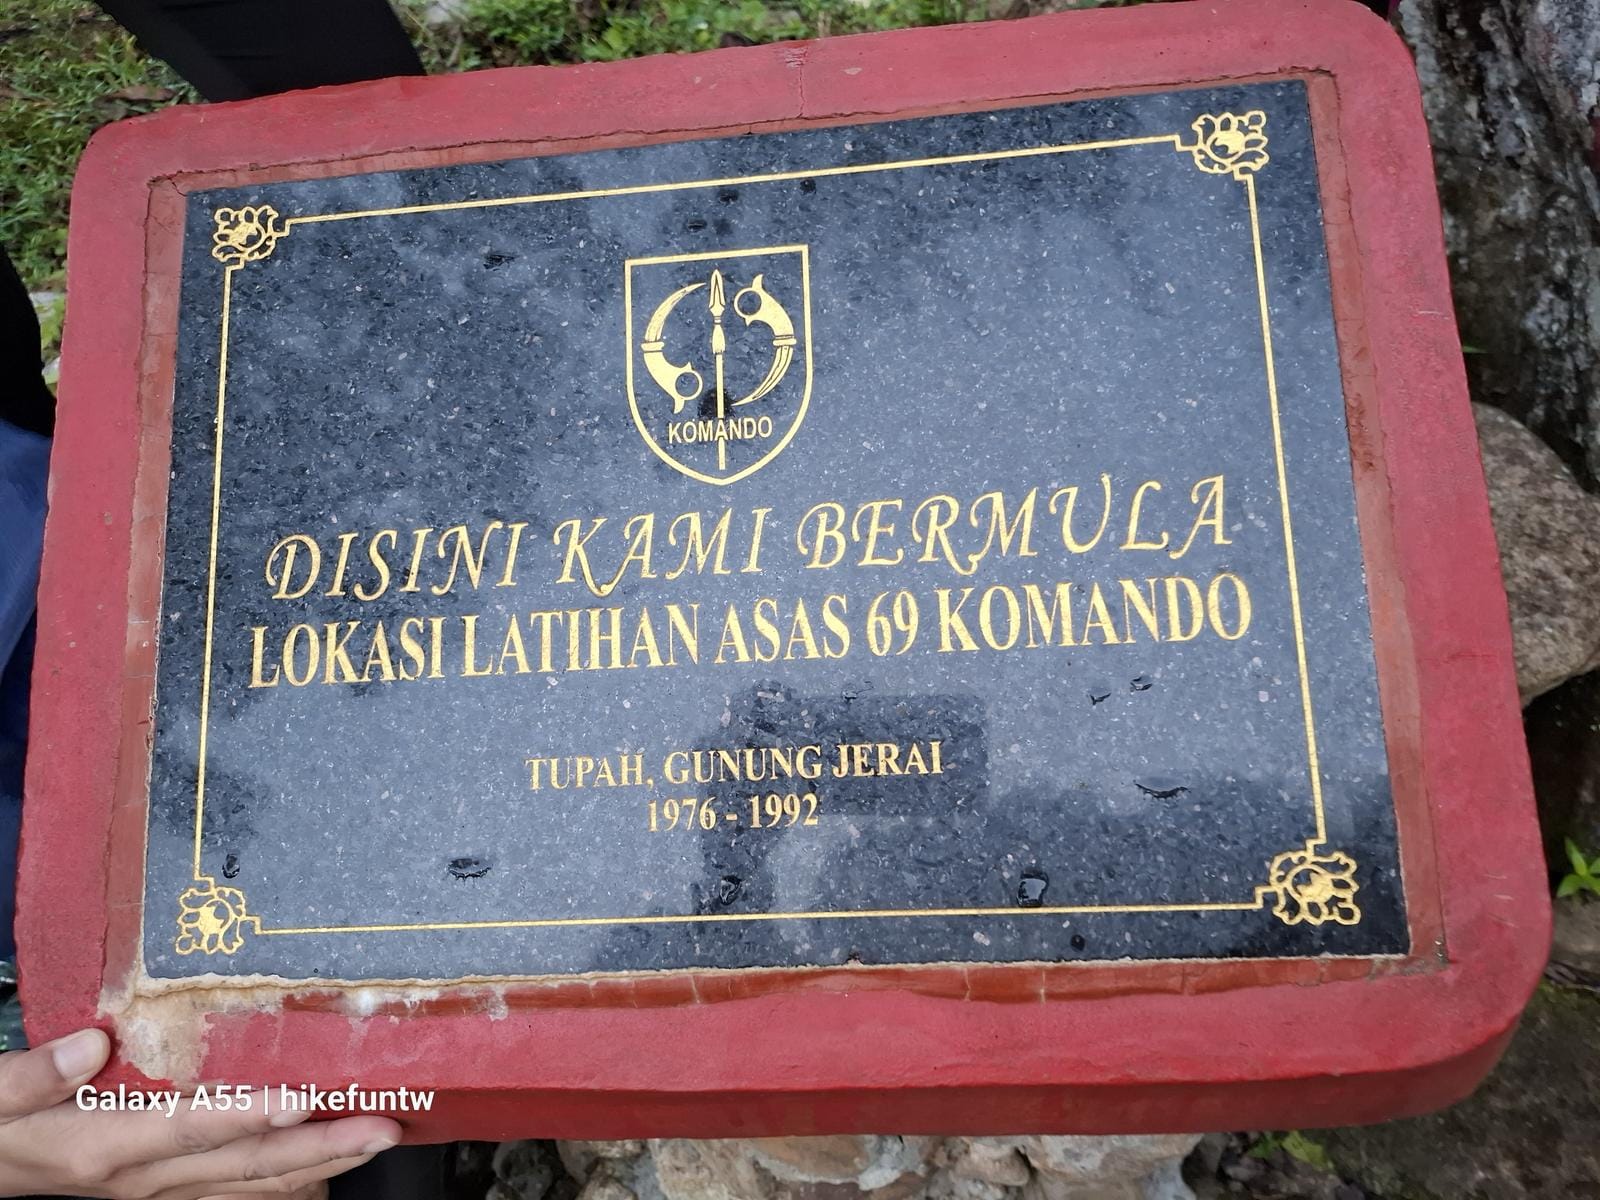 KOMANDO
DISINI KAMI BERMULA
LOKASI LATIHAN ASAS 69 KOMANDO
TUPAH, GUNUNG JERAI
1976 - 1992
Galaxy A55 | hikefuntw